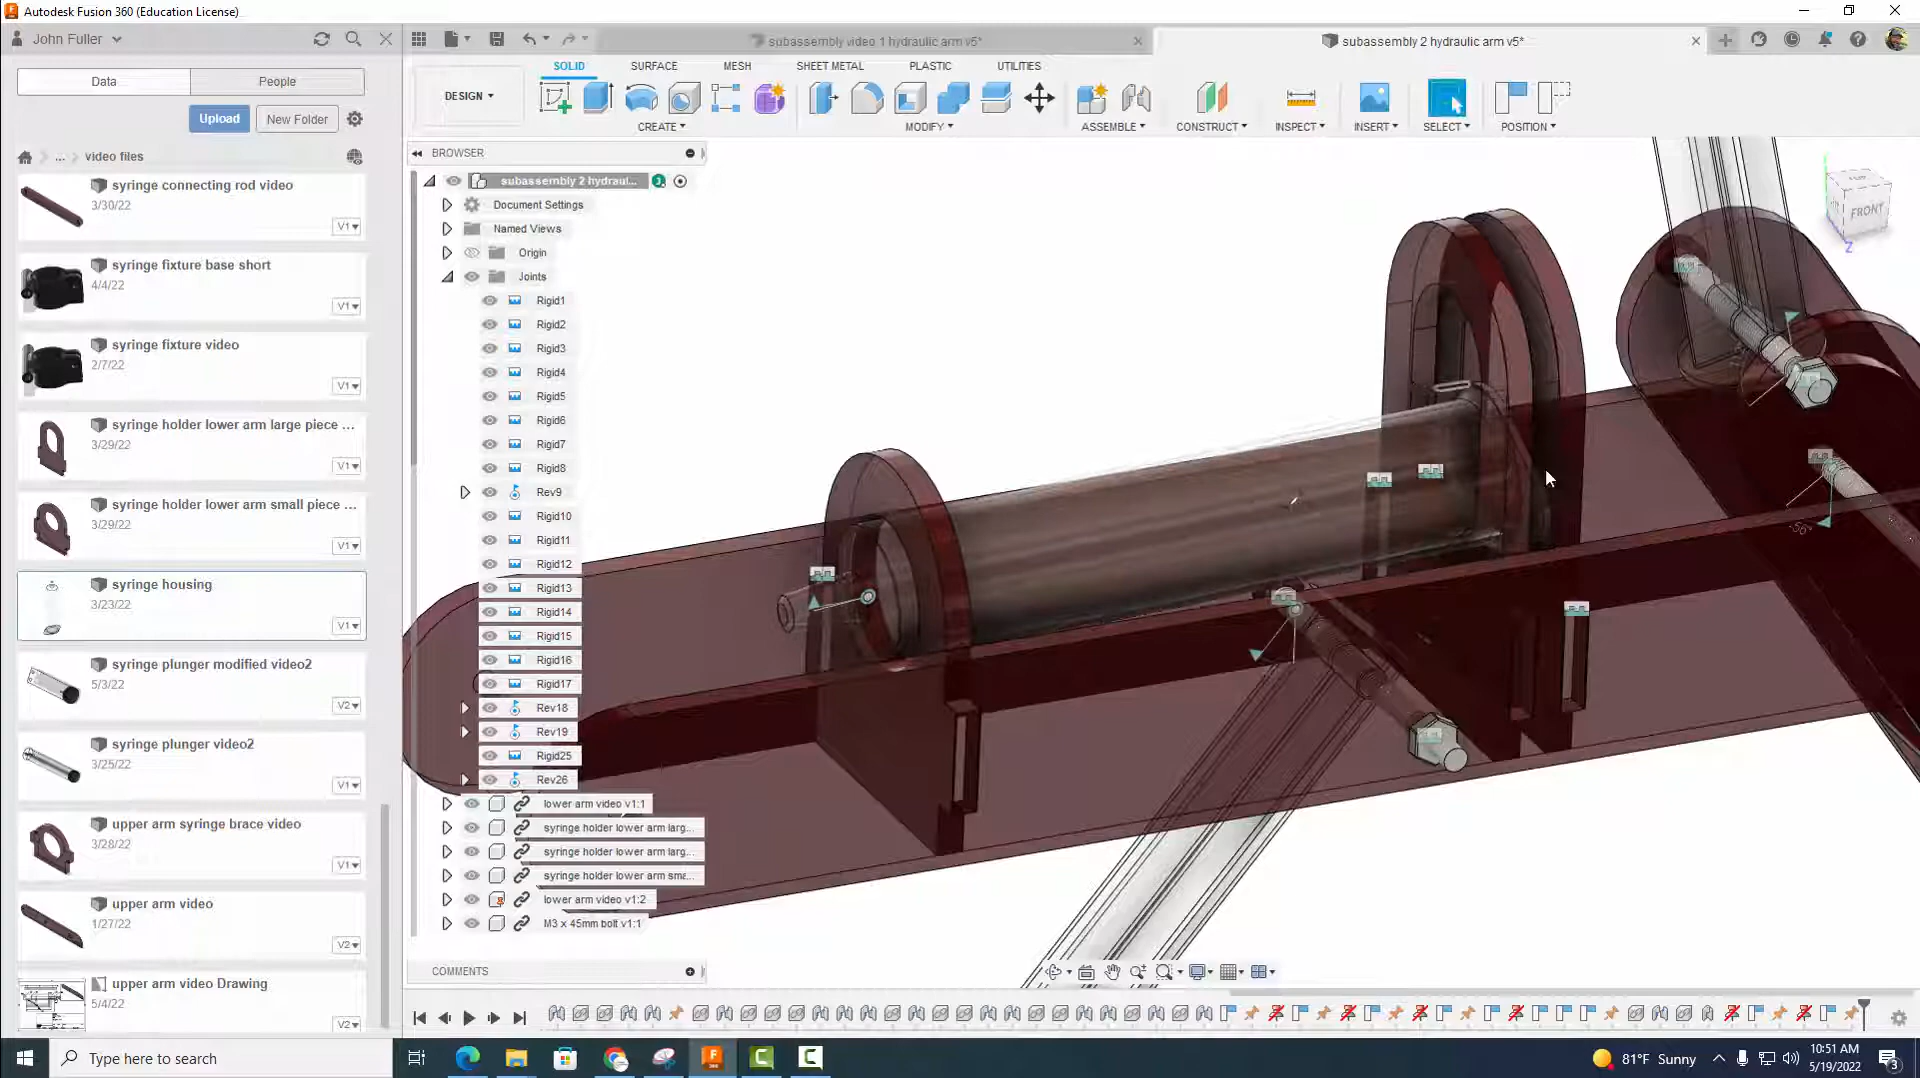 Autodesk Fusion 360 (Education License)
John Fuller
subassembly video 1 hydraulic arm v5*
subassembly 2 hydraulic arm v5*
Data
People
Upload
New Folder
... video files
syringe connecting rod video
3/30/22
V1
syringe fixture base short
4/4/22
V1
syringe fixture video
2/7/22
V1
syringe holder lower arm large piece ...
3/29/22
V1
syringe holder lower arm small piece ...
3/29/22
V1
syringe housing
3/23/22
V1
syringe plunger modified video2
5/3/22
V2
syringe plunger video2
3/25/22
V1
upper arm syringe brace video
3/28/22
V1
upper arm video
1/27/22
V2
upper arm video Drawing
5/4/22
V2
DESIGN
SOLID
SURFACE
MESH
SHEET METAL
PLASTIC
UTILITIES
CREATE
MODIFY
ASSEMBLE
CONSTRUCT
INSPECT
INSERT
SELECT
POSITION
BROWSER
subassembly 2 hydraul...
Document Settings
Named Views
Origin
Joints
Rigid1
Rigid2
Rigid3
Rigid4
Rigid5
Rigid6
Rigid7
Rigid8
Rev9
Rigid10
Rigid11
Rigid12
Rigid13
Rigid14
Rigid15
Rigid16
Rigid17
Rev18
Rev19
Rigid25
Rev26
lower arm video v1:1
syringe holder lower arm larg...
syringe holder lower arm larg...
syringe holder lower arm sma...
lower arm video v1:2
M3 x 45mm bolt v1:1
COMMENTS
FRONT
Z
Type here to search
81°F Sunny
10:51 AM
5/19/2022
3